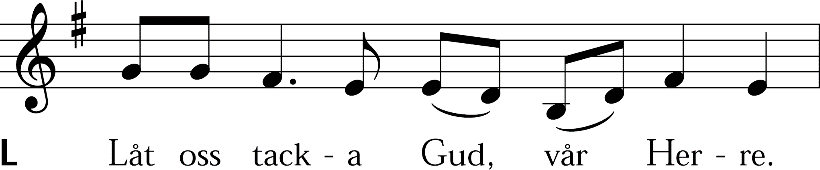 L Låt oss tack - a Gud, vår Her - re.